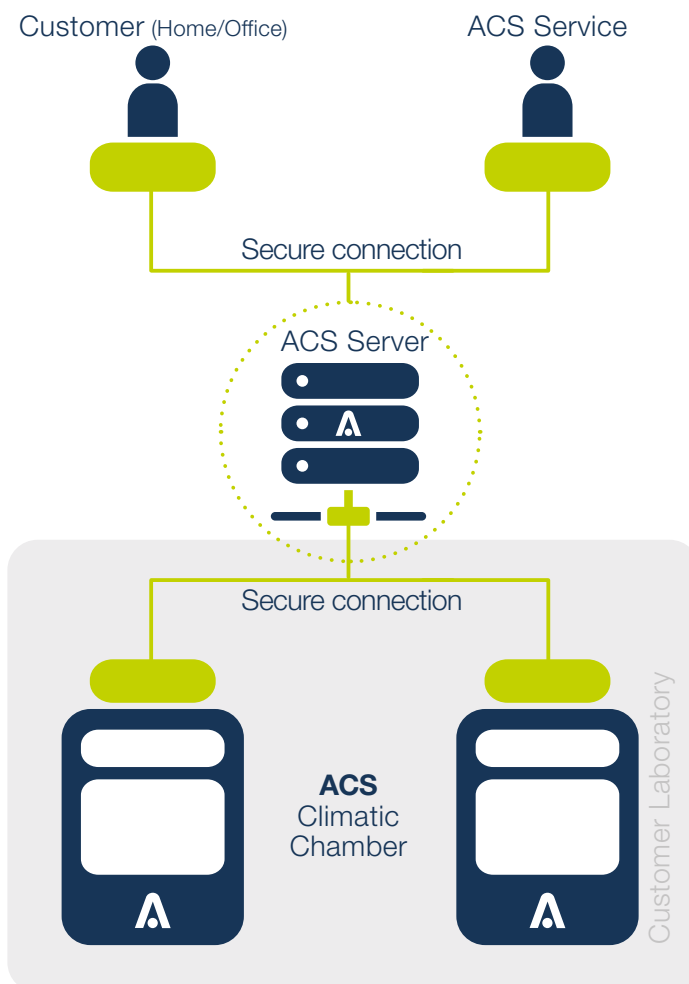 Customer (Home/Office)
ACS Service
Secure connection
ACS Server
Secure connection
ACS
Climatic
Chamber
Customer Laboratory